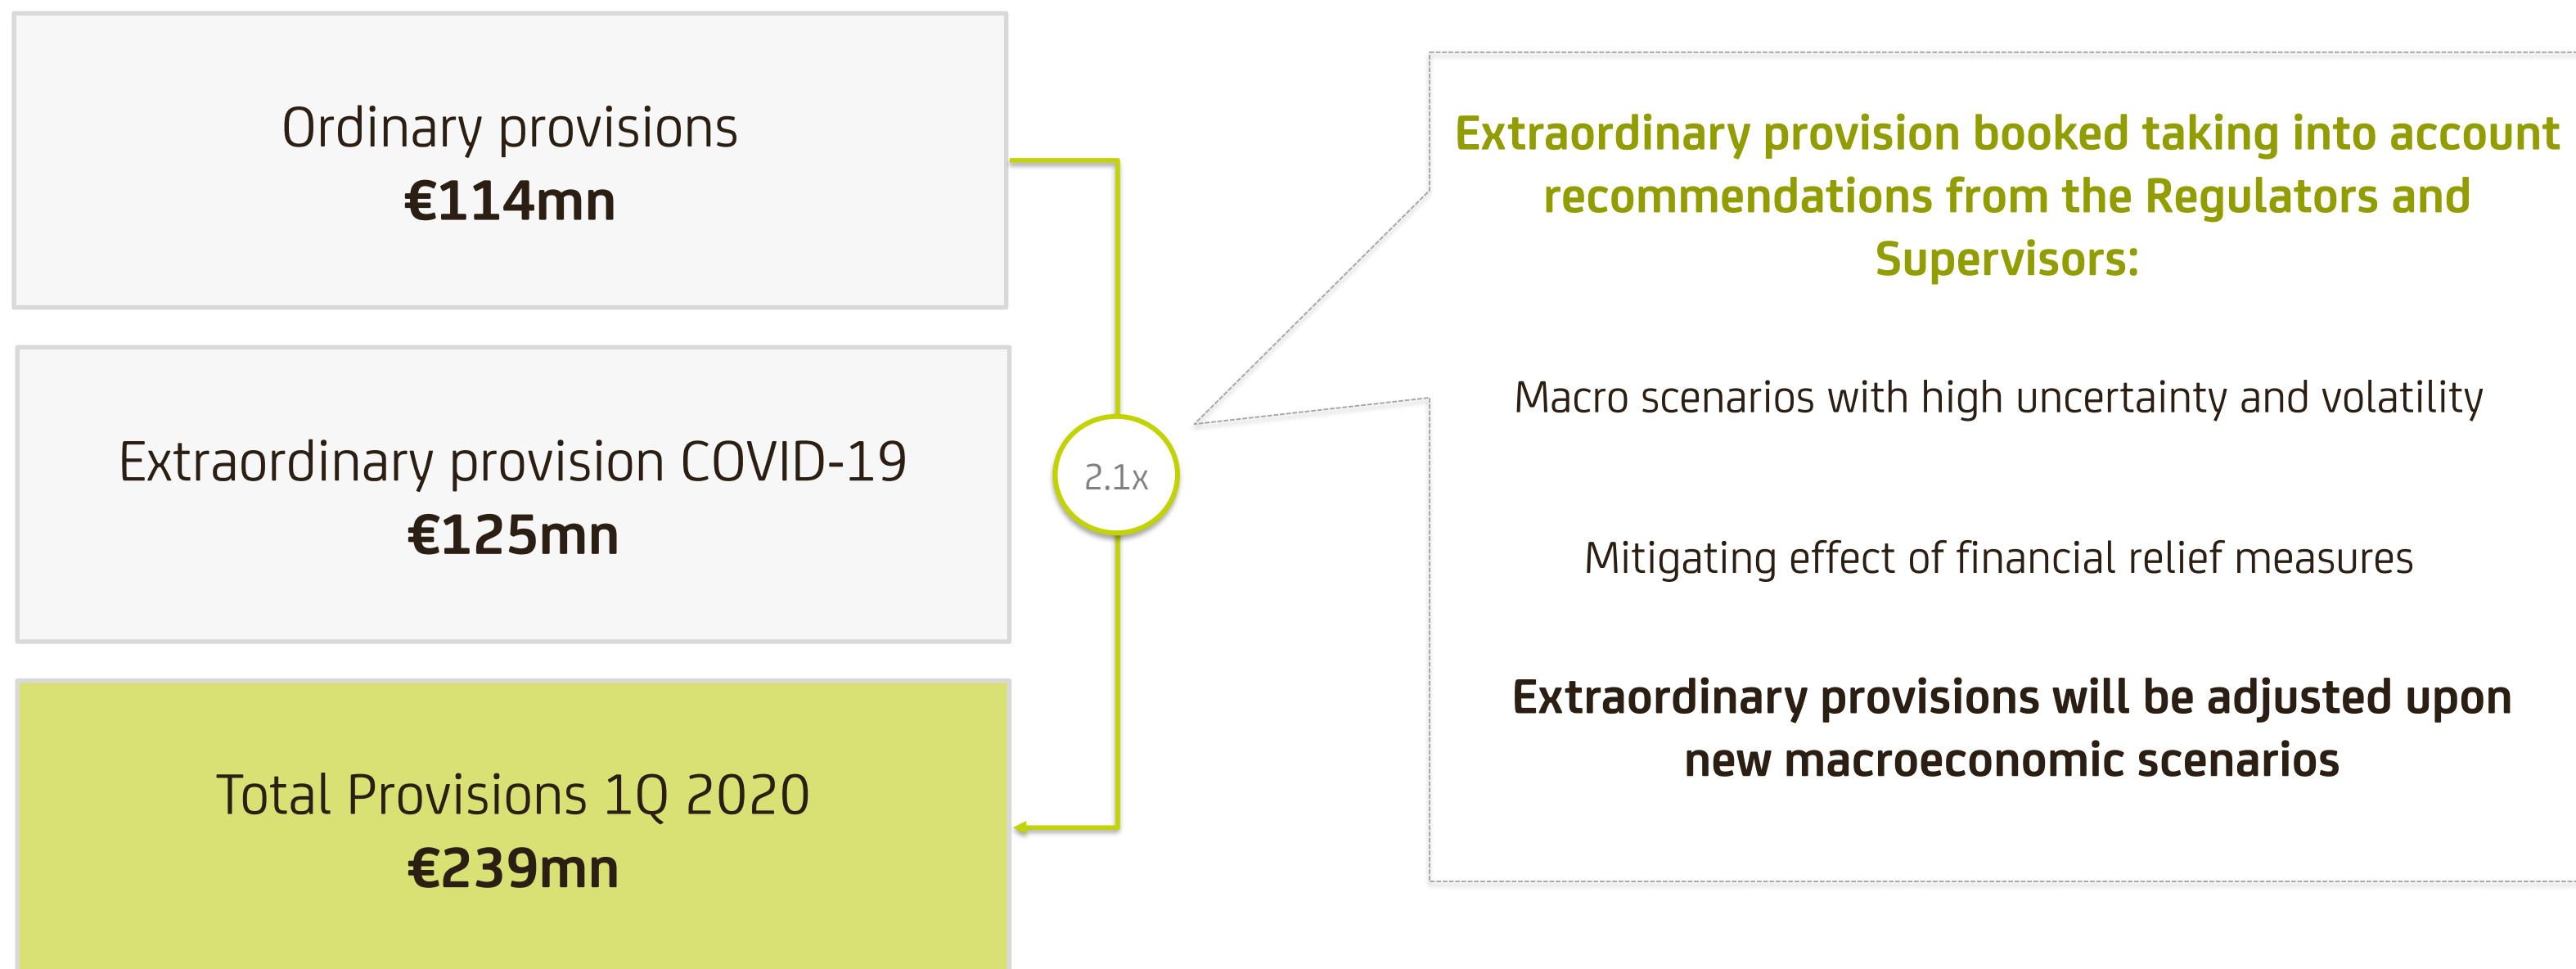 Ordinary provisions
€114mn
Extraordinary provision COVID-19
€125mn
Total Provisions 1Q 2020
€239mn
2.1x
Extraordinary provision booked taking into account
recommendations from the Regulators and
Supervisors:
Macro scenarios with high uncertainty and volatility
Mitigating effect of financial relief measures
Extraordinary provisions will be adjusted upon
new macroeconomic scenarios